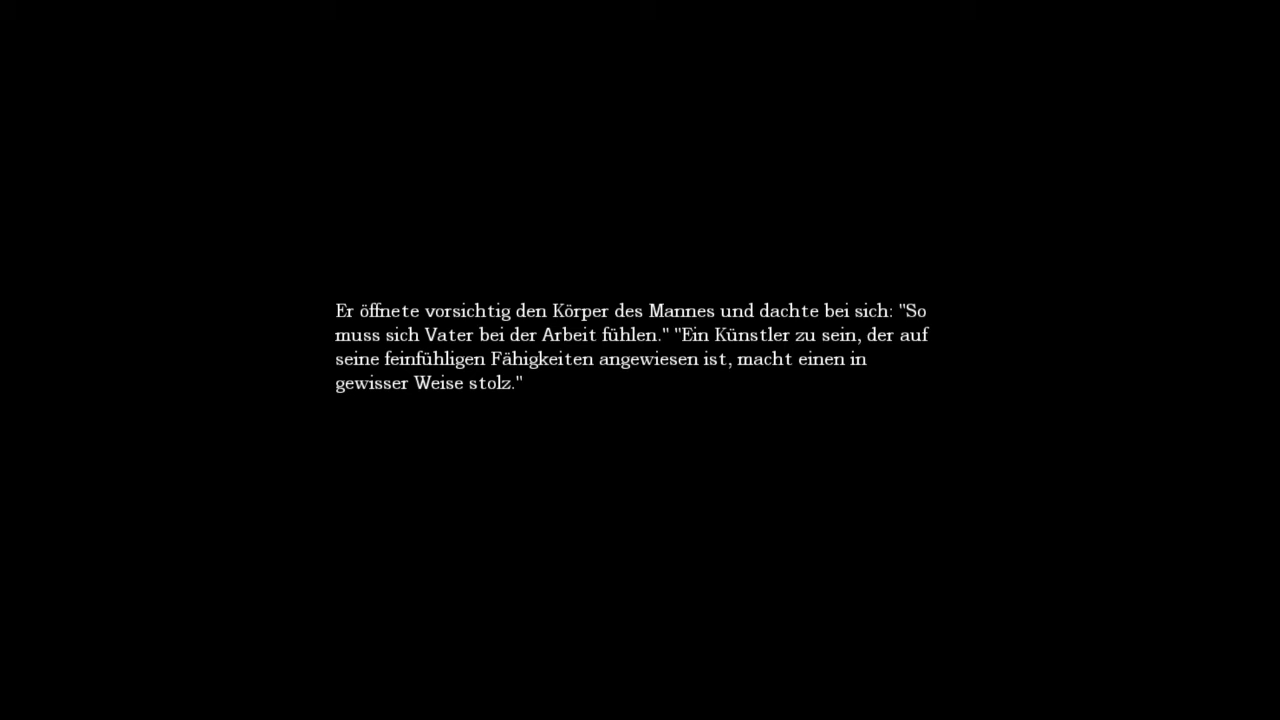 Er öffnete vorsichtig den Körper des Mannes und dachte bei sich: "So
muss sich Vater bei der Arbeit fühlen." "Ein Künstler zu sein, der auf
seine feinfühligen Fähigkeiten angewiesen ist, macht einen in
gewisser Weise stolz."